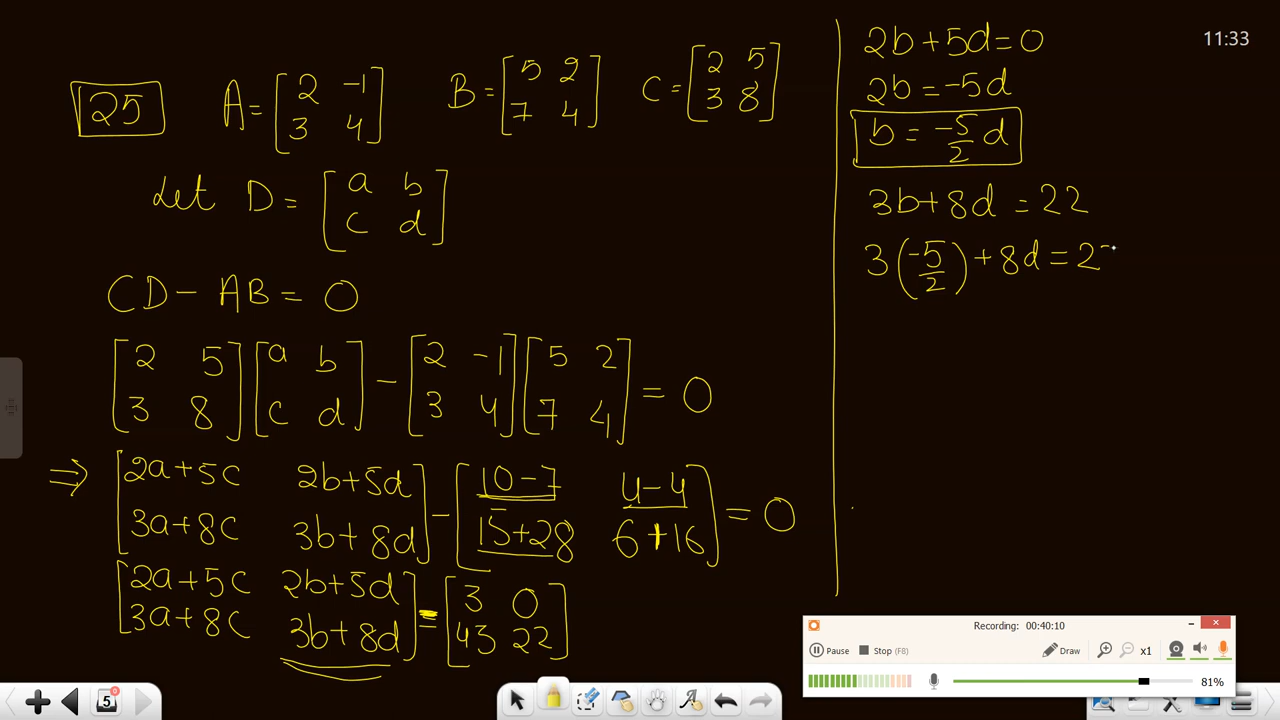 25 A = [2 -1; 3 4] B = [5 2; 7 4] C = [2 5; 3 8]
Let D = [a b; c d]
CD - AB = 0
[2 5; 3 8] [a b; c d] - [2 -1; 3 4] [5 2; 7 4] = 0
⇒ [2a+5c 2b+5d; 3a+8c 3b+8d] - [10-7 4-4; 15+28 6+16] = 0
[2a+5c 2b+5d; 3a+8c 3b+8d] = [3 0; 43 22]
2b+5d=0
2b=-5d
b = -5/2 d
3b+8d = 22
3(-5/2)+8d=2
11:33
Recording: 00:40:10
Pause Stop (F8) Draw x1
81%
5
0